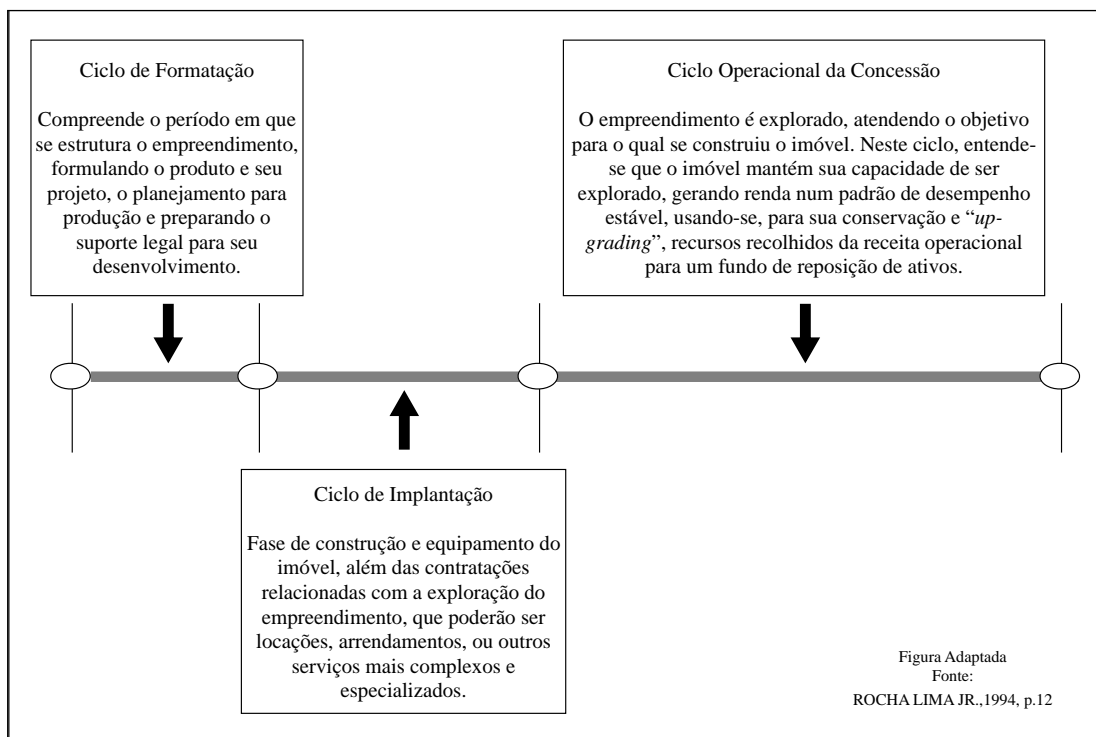 Ciclo de Formatação
Compreende o período em que
se estrutura o empreendimento,
formulando o produto e seu
projeto, o planejamento para
produção e preparando o
suporte legal para seu
desenvolvimento.
Ciclo Operacional da Concessão
O empreendimento é explorado, atendendo o objetivo
para o qual se construiu o imóvel. Neste ciclo, entende-
se que o imóvel mantém sua capacidade de ser
explorado, gerando renda num padrão de desempenho
estável, usando-se, para sua conservação e “up-
grading”, recursos recolhidos da receita operacional
para um fundo de reposição de ativos.
Ciclo de Implantação
Fase de construção e equipamento do
imóvel, além das contratações
relacionadas com a exploração do
empreendimento, que poderão ser
locações, arrendamentos, ou outros
serviços mais complexos e
especializados.
Figura Adaptada
Fonte:
ROCHA LIMA JR.,1994, p.12